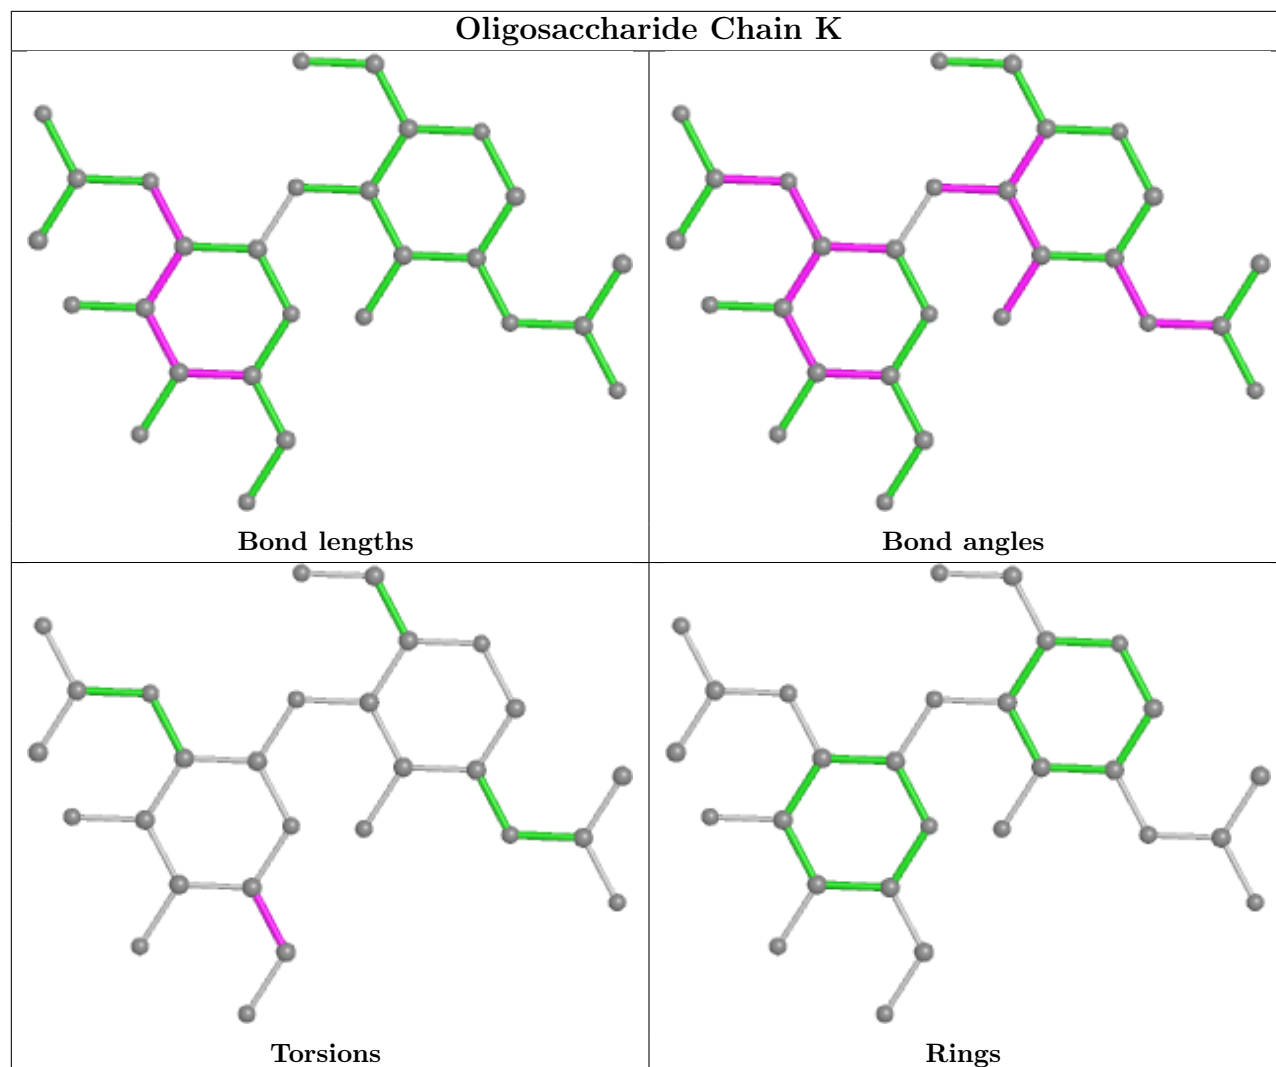 Oligosaccharide Chain K
Bond lengths
Bond angles
Torsions
Rings